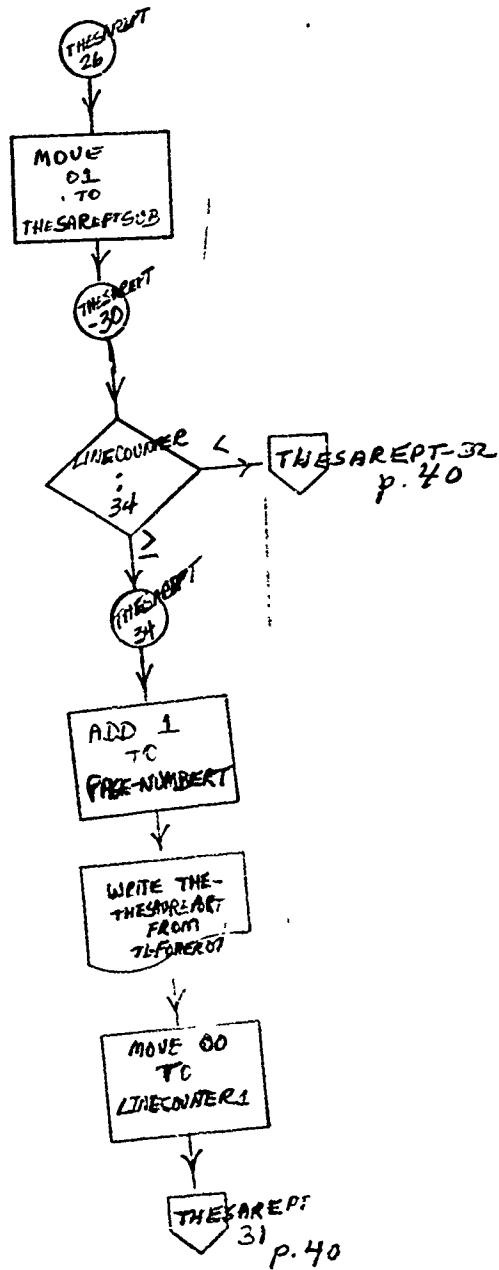 THESAREPT
26
MOVE
01
TO
THESAREPTSUB
THESAREPT
-30
LINECOUNTER
:
34
<
THESAREPT-32
p. 40
≥
THESAREPT
34
ADD 1
TO
PAGE-NUMBERT
WRITE THE-
FROM
MOVE 00
TO
LINECOUNTER1
THESAREPT
31
p. 40